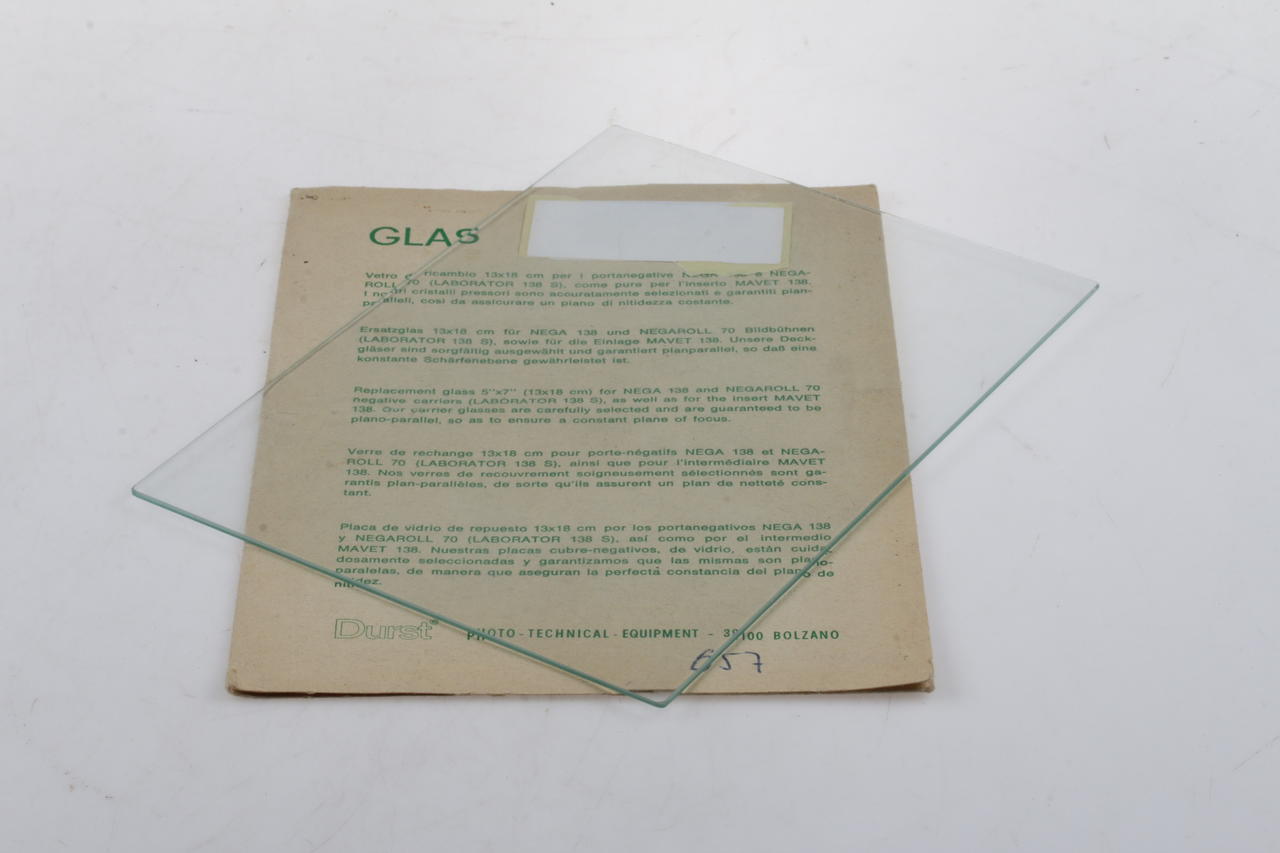 GLAS
Vetro di ricambio 13x18 cm per i portanegative NEGA 138 e NEGA-
ROLL 70 (LABORATOR 138 S), come pure per l'inserto MAVET 138.
I nostri cristalli pressori sono accuratamente selezionati e garantiti plan-
paralleli, così da assicurare un piano di nitidezza costante.
Ersatzglas 13x18 cm für NEGA 138 und NEGAROLL 70 Bildbühnen
(LABORATOR 138 S), sowie für die Einlage MAVET 138. Unsere Deck-
gläser sind sorgfältig ausgewählt und garantiert planparallel, so daß eine
konstante Schärfenebene gewährleistet ist.
Replacement glass 5''x7'' (13x18 cm) for NEGA 138 and NEGAROLL 70
negative carriers (LABORATOR 138 S), as well as for the insert MAVET
138. Our carrier glasses are carefully selected and are guaranteed to be
plano-parallel, so as to ensure a constant plane of focus.
Verre de rechange 13x18 cm pour porte-négatifs NEGA 138 et NEGA-
ROLL 70 (LABORATOR 138 S), ainsi que pour l'intermédiaire MAVET
138. Nos verres de recouvrement soigneusement sélectionnés sont ga-
rantis plan-parallèles, de sorte qu'ils assurent un plan de netteté cons-
tant.
Placa de vidrio de repuesto 13x18 cm por los portanegativos NEGA 138
y NEGAROLL 70 (LABORATOR 138 S), así como por el intermedio
MAVET 138. Nuestras placas cubre-negativos, de vidrio, están cuida-
dosamente seleccionadas y garantizamos que las mismas son plano-
paralelas, de manera que aseguran la perfecta constancia del plano de
nitidez.
Durst® PHOTO-TECHNICAL-EQUIPMENT - 39100 BOLZANO
657